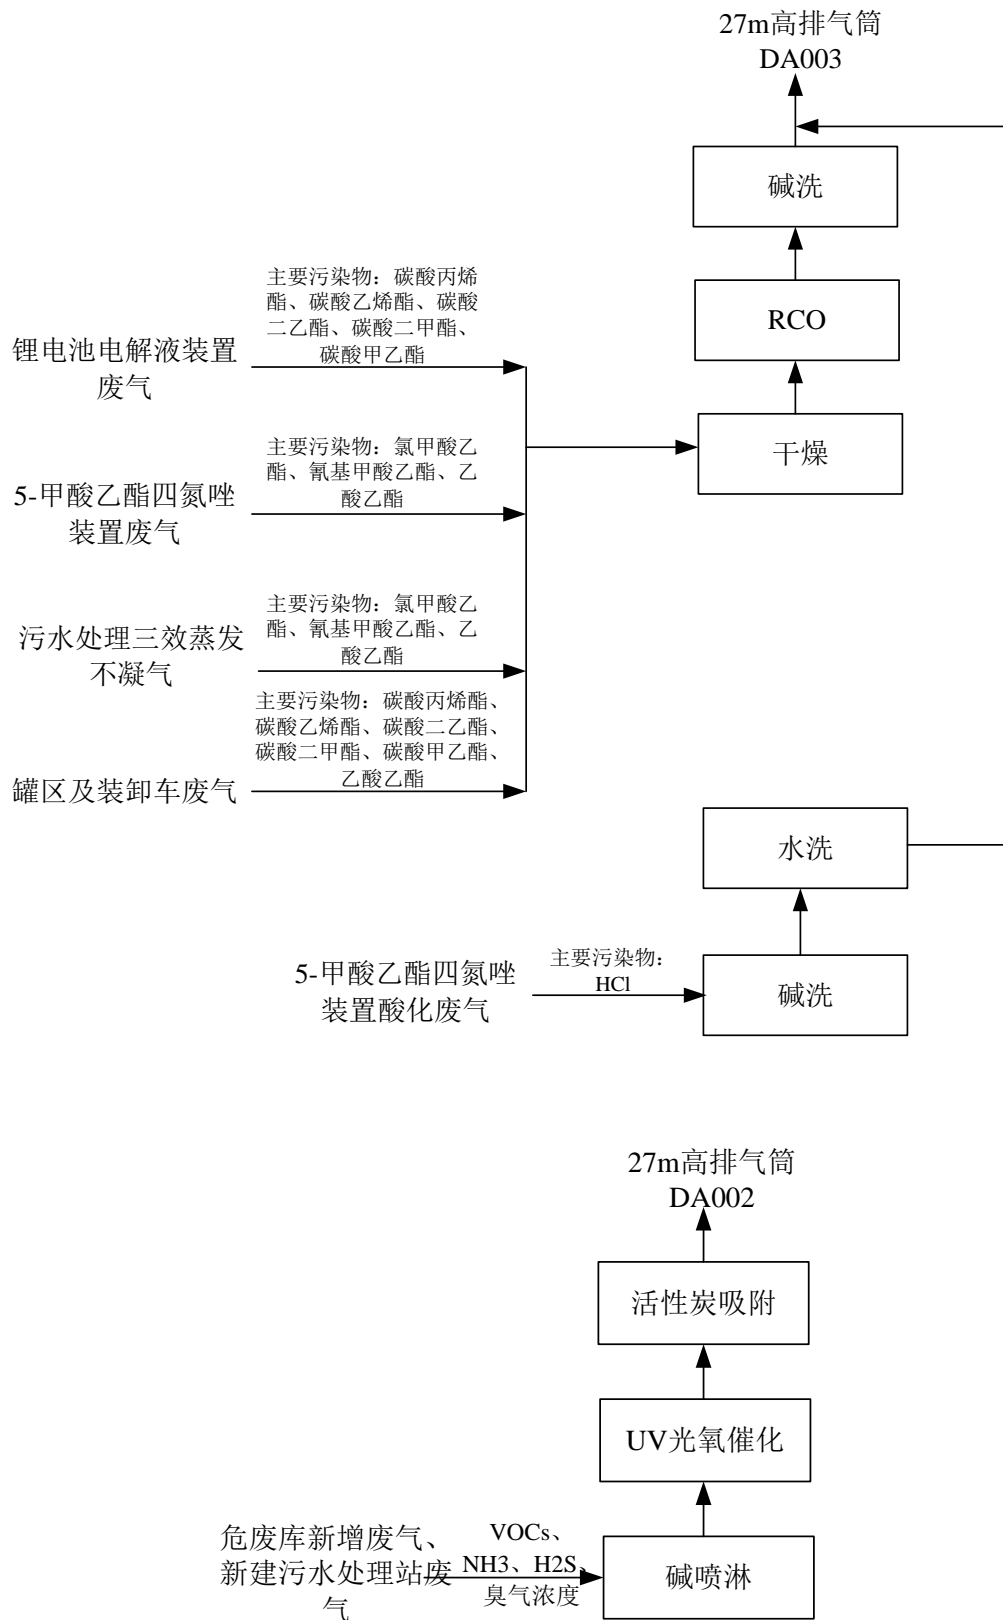 27m高排气筒
DA003
碱洗
RCO
干燥
主要污染物：碳酸丙烯
酯、碳酸乙烯酯、碳酸
二乙酯、碳酸二甲酯、
碳酸甲乙酯
锂电池电解液装置
废气
主要污染物：氯甲酸乙
酯、氰基甲酸乙酯、乙
酸乙酯
5-甲酸乙酯四氮唑
装置废气
主要污染物：氯甲酸乙
酯、氰基甲酸乙酯、乙
酸乙酯
污水处理三效蒸发
不凝气
主要污染物：碳酸丙烯酯、
碳酸乙烯酯、碳酸二乙酯、
碳酸二甲酯、碳酸甲乙酯、
乙酸乙酯
罐区及装卸车废气
水洗
5-甲酸乙酯四氮唑
装置酸化废气
主要污染物：
HCl
碱洗
27m高排气筒
DA002
活性炭吸附
UV光氧催化
危废库新增废气、
新建污水处理站废
气
VOCs、
NH3、H2S、
臭气浓度
碱喷淋